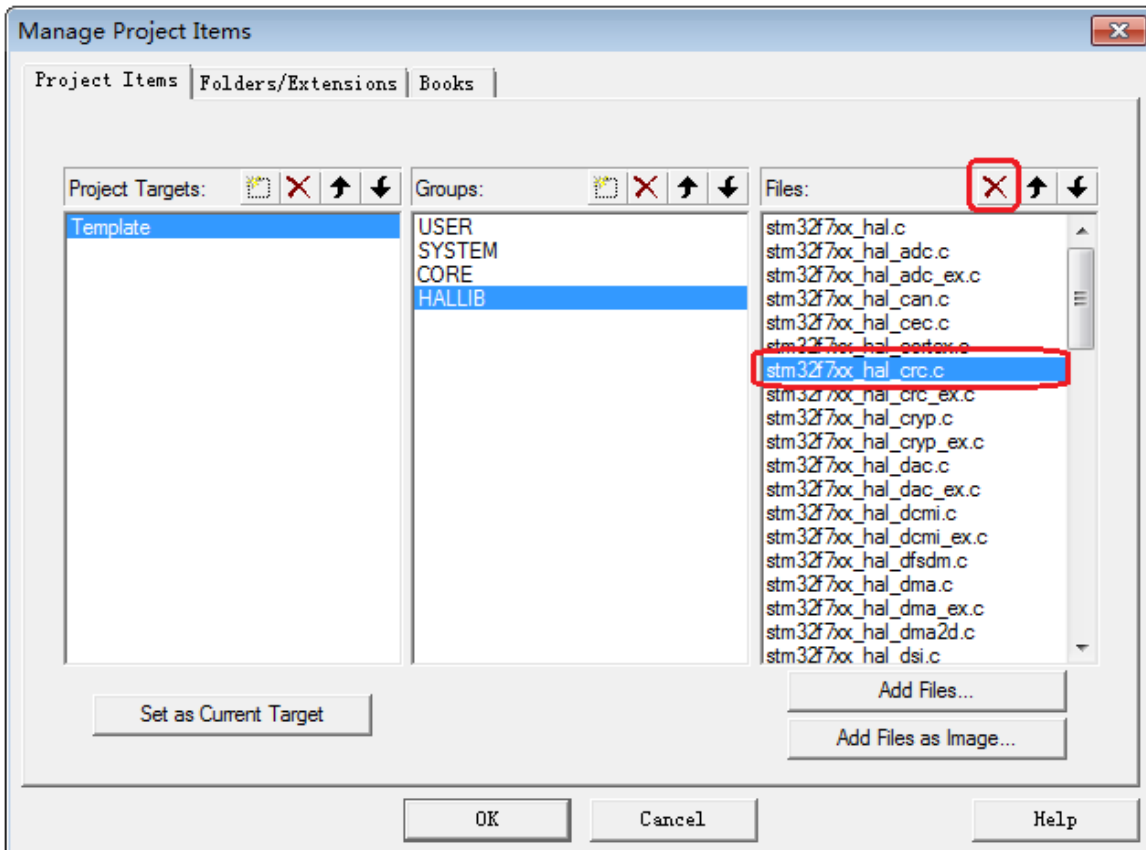 Manage Project Items
Project Items Folders/Extensions Books
Project Targets:
Template
Set as Current Target
Groups:
USER
SYSTEM
CORE
HALLIB
Files:
stm32f7xx_hal.c
stm32f7xx_hal_adc.c
stm32f7xx_hal_adc_ex.c
stm32f7xx_hal_can.c
stm32f7xx_hal_cec.c
stm32f7xx_hal_cortex.c
stm32f7xx_hal_crc.c
stm32f7xx_hal_crc_ex.c
stm32f7xx_hal_cryp.c
stm32f7xx_hal_cryp_ex.c
stm32f7xx_hal_dac.c
stm32f7xx_hal_dac_ex.c
stm32f7xx_hal_dcmi.c
stm32f7xx_hal_dcmi_ex.c
stm32f7xx_hal_dfsdm.c
stm32f7xx_hal_dma.c
stm32f7xx_hal_dma_ex.c
stm32f7xx_hal_dma2d.c
stm32f7xx_hal_dsi.c
Add Files...
Add Files as Image...
OK Cancel Help